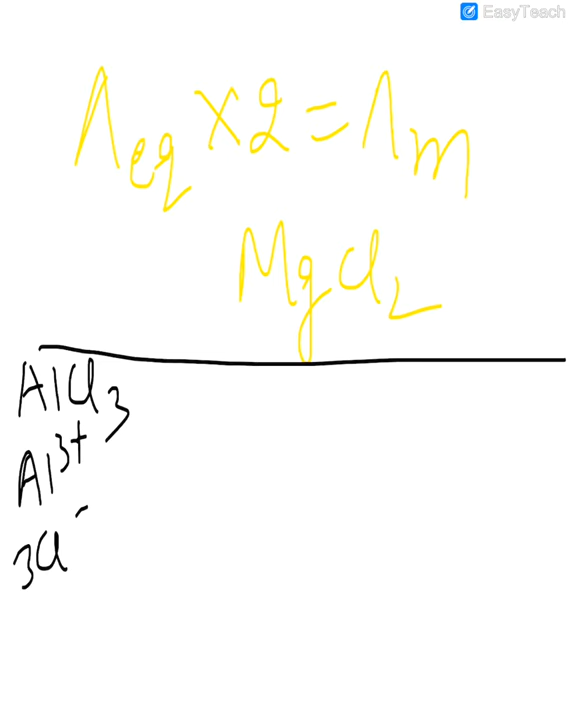 EasyTeach
Λeq × 2 = Λm
MgCl2
AlCl3
Al3+
3Cl-